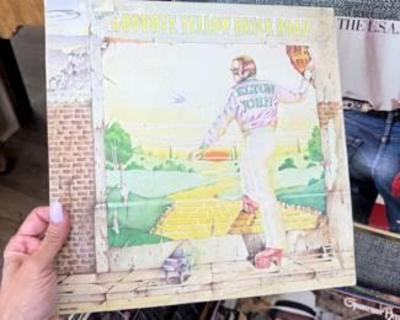 GOODBYE YELLOW BRICK ROAD
ELTON
JOHN
THE U.S.A.